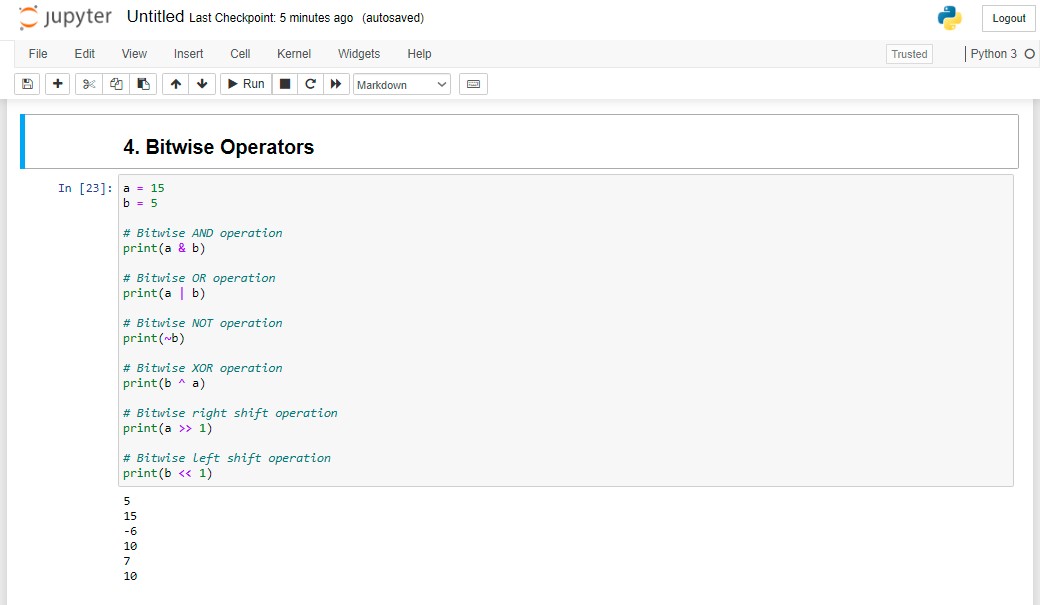 jupyter Untitled Last Checkpoint: 5 minutes ago (autosaved) Logout
File Edit View Insert Cell Kernel Widgets Help Trusted Python 3
Run Markdown
4. Bitwise Operators
In [23]: a = 15
b = 5
# Bitwise AND operation
print(a & b)
# Bitwise OR operation
print(a | b)
# Bitwise NOT operation
print(~b)
# Bitwise XOR operation
print(b ^ a)
# Bitwise right shift operation
print(a >> 1)
# Bitwise left shift operation
print(b << 1)
5
15
-6
10
7
10